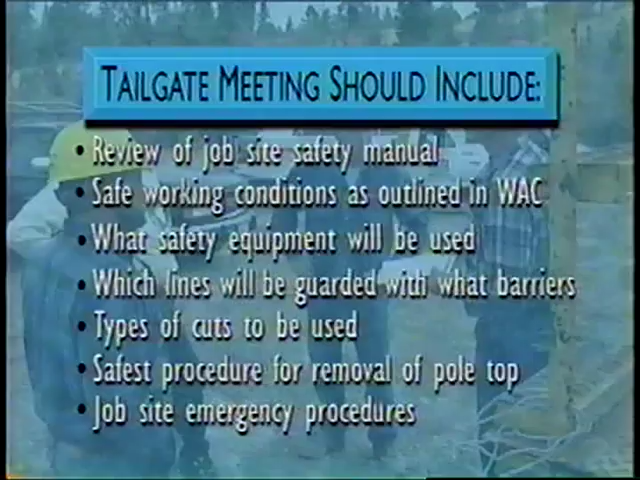 TAILGATE MEETING SHOULD INCLUDE:
• Review of job site safety manual
• Safe working conditions as outlined in WAC
• What safety equipment will be used
• Which lines will be guarded with what barriers
• Types of cuts to be used
• Safest procedure for removal of pole top
• Job site emergency procedures